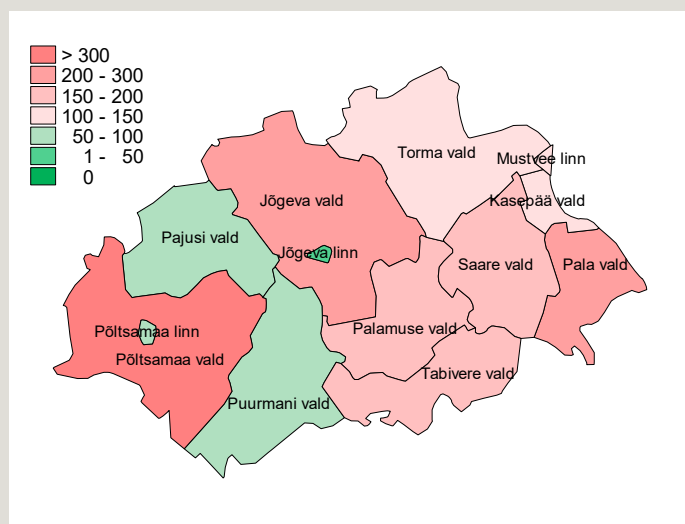 > 300
200 - 300
150 - 200
100 - 150
50 - 100
1 - 50
0
Torma vald
Mustvee linn
Kasepää vald
Jõgeva vald
Pajusi vald
Jõgeva linn
Saare vald
Pala vald
Põltsamaa linn
Palamuse vald
Põltsamaa vald
Tabivere vald
Puurmani vald